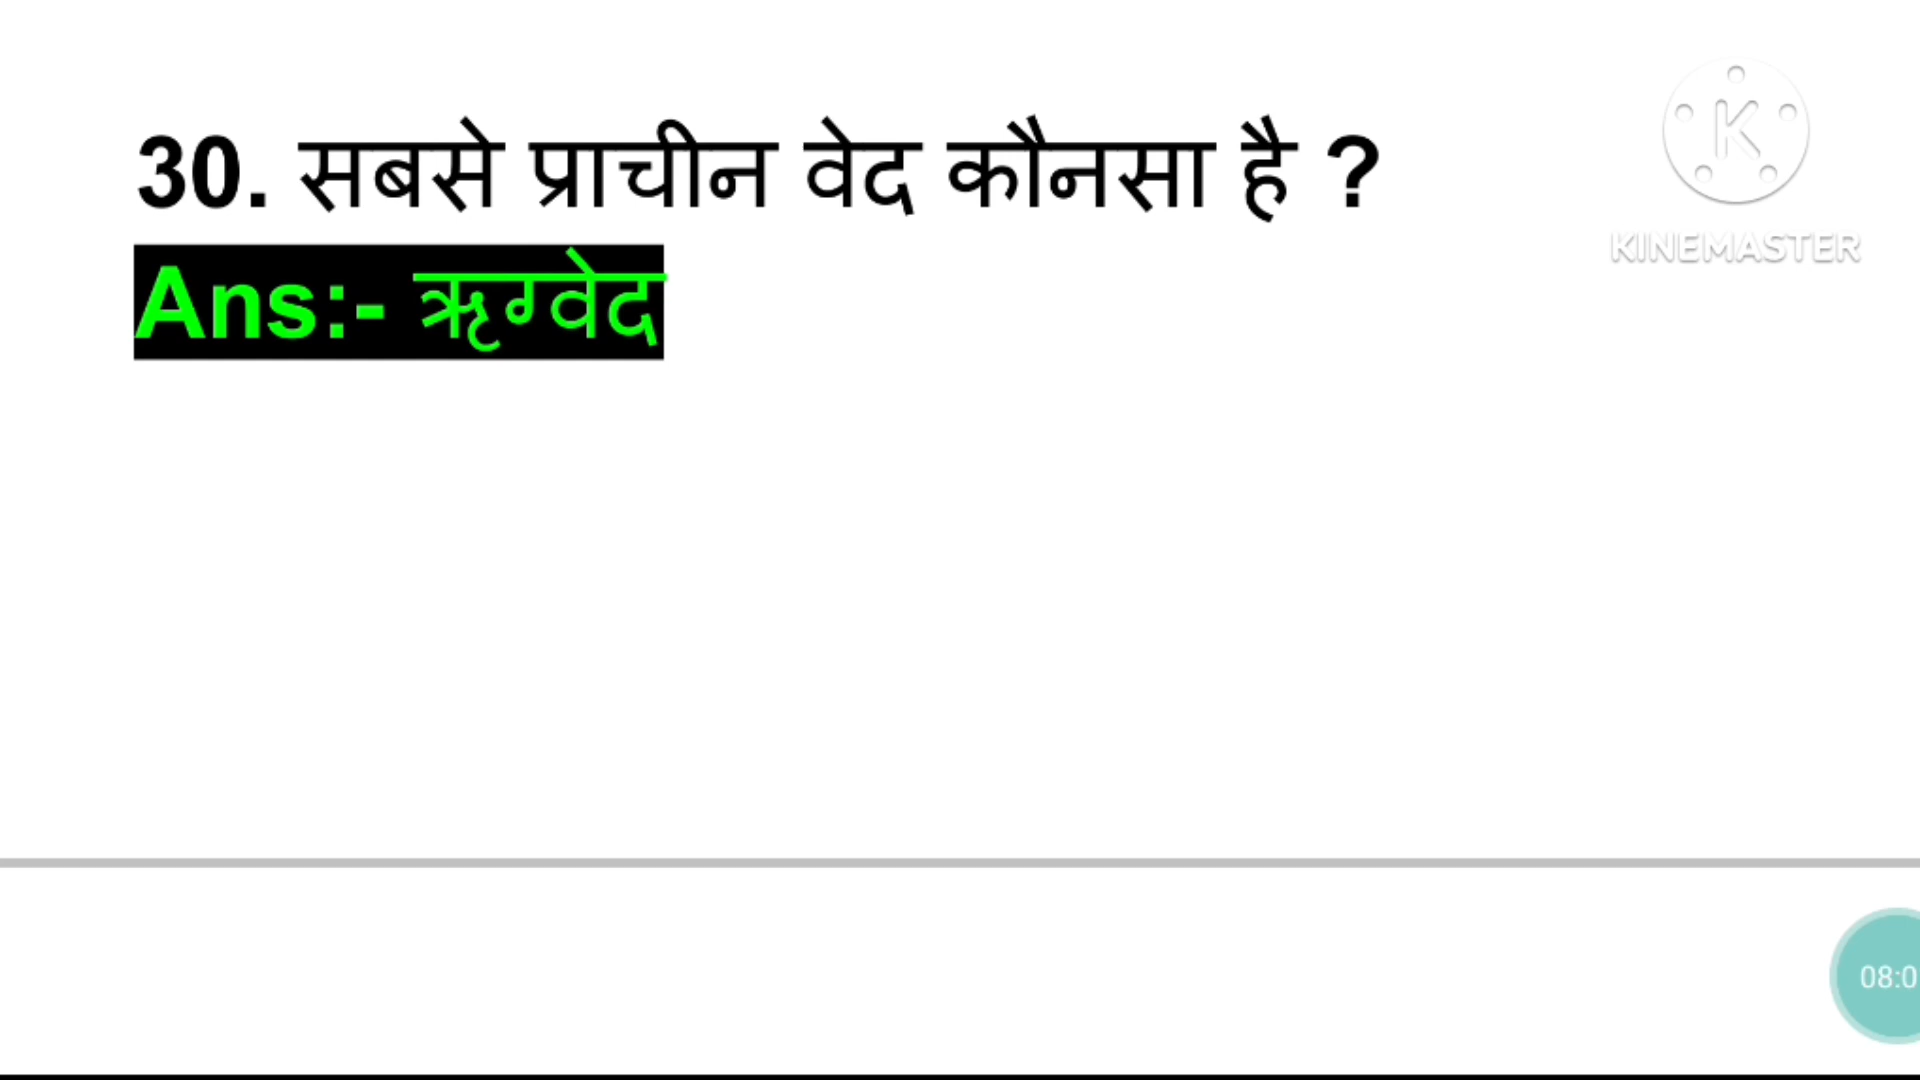 30. सबसे प्राचीन वेद कौनसा है ?
Ans:- ऋग्वेद
K
KINEMASTER
08:0